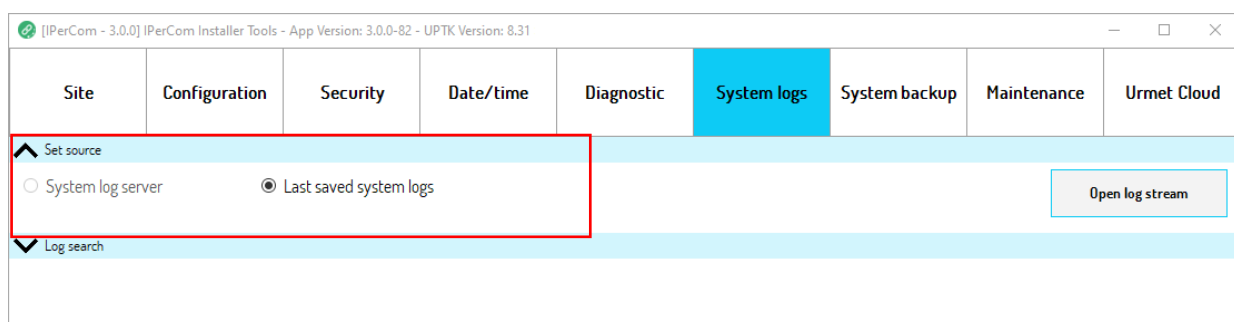 [IPerCom - 3.0.0] IPerCom Installer Tools - App Version: 3.0.0-82 - UPTK Version: 8.31
Site Configuration Security Date/time Diagnostic System logs System backup Maintenance Urmet Cloud
Set source
System log server Last saved system logs Open log stream
Log search